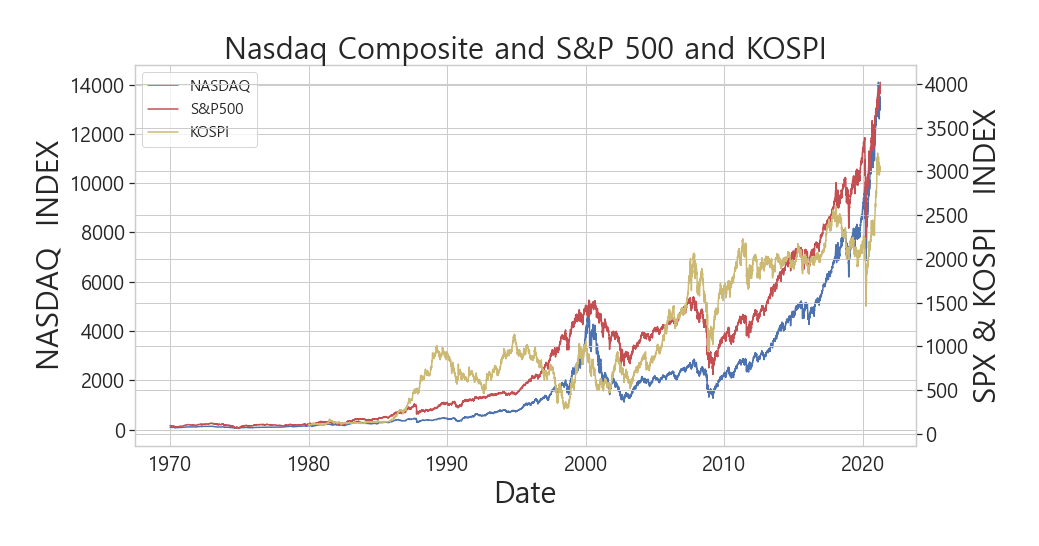 Nasdaq Composite and S&P 500 and KOSPI
NASDAQ
S&P500
KOSPI
NASDAQ INDEX
14000
12000
10000
8000
6000
4000
2000
0
4000
3500
3000
2500
2000
1500
1000
500
0
SPX & KOSPI INDEX
1970 1980 1990 2000 2010 2020
Date